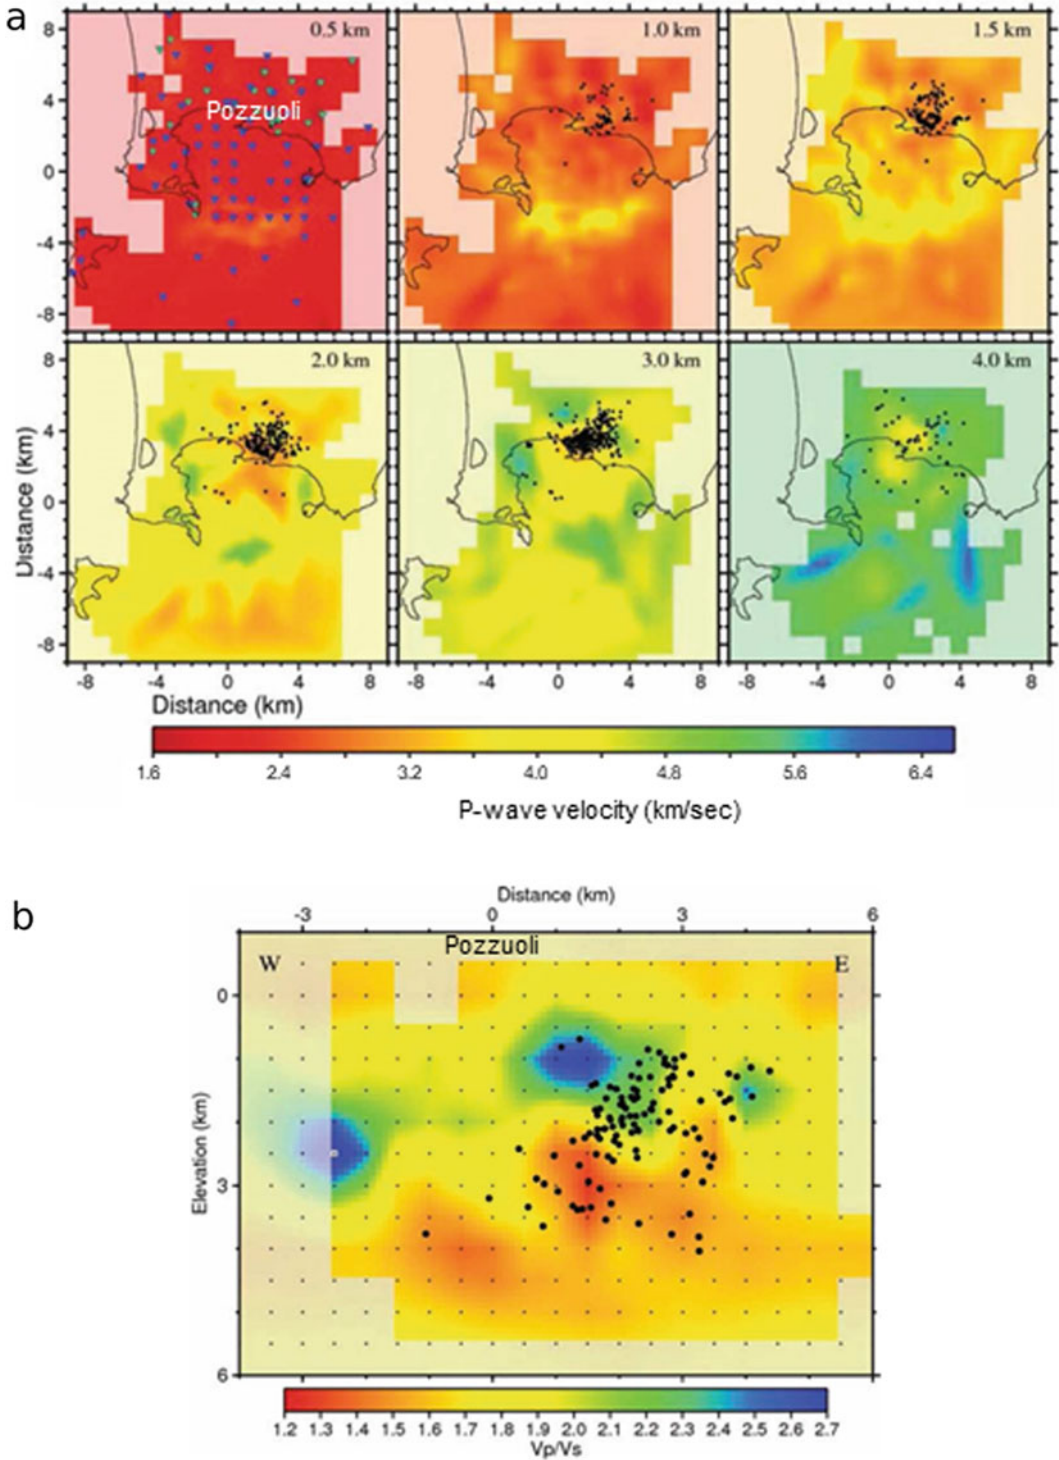 a
0.5 km
1.0 km
1.5 km
8
4
0
-4
-8
Pozzuoli
2.0 km
3.0 km
4.0 km
8
4
0
-4
-8
Distance (km)
-8 -4 0 4 8 -8 -4 0 4 8 -8 -4 0 4 8
Distance (km)
1.6 2.4 3.2 4.0 4.8 5.6 6.4
P-wave velocity (km/sec)
b
Distance (km)
-3 0 3 6
Pozzuoli
W E
0
3
6
Elevation (km)
1.2 1.3 1.4 1.5 1.6 1.7 1.8 1.9 2.0 2.1 2.2 2.3 2.4 2.5 2.6 2.7
Vp/Vs